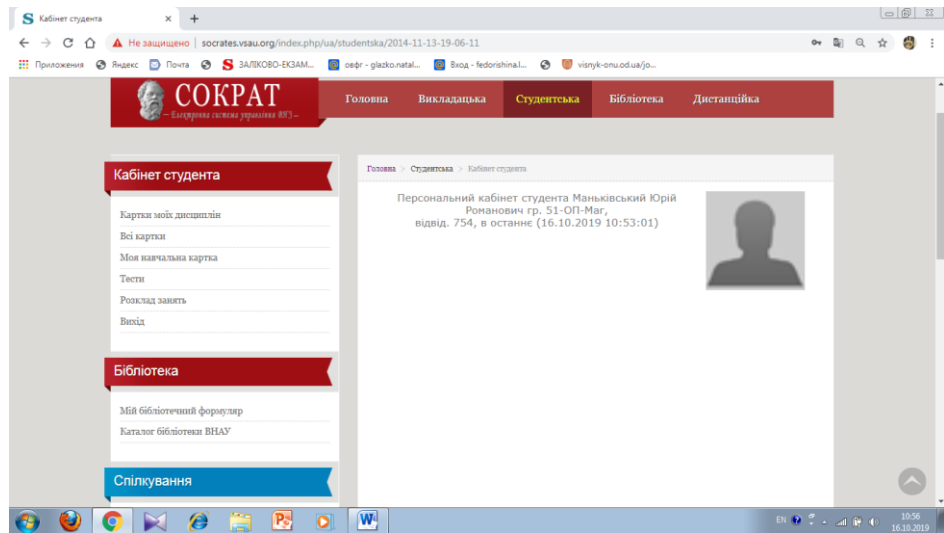 Кабінет студента
Не защищено | socrates.vsau.org/index.php/ua/studentska/2014-11-13-19-06-11
Приложения Яндекс Почта ЗАЛІКОВО-ЕКЗАМ... osвфг - glazko.natal... Вход - fedorishina.l... visnyk-onu.od.ua/jo...
СОКРАТ
– Електронна система управління ВНЗ –
Головна Викладацька Студентська Бібліотека Дистанційка
Кабінет студента
Картки моїх дисциплін
Всі картки
Моя навчальна картка
Тести
Розклад занять
Вихід
Бібліотека
Мій бібліотечний формуляр
Каталог бібліотеки ВНАУ
Спілкування
Головна > Студентська > Кабінет студента
Персональний кабінет студента Маньківський Юрій
Романович гр. 51-ОП-Маг,
відвід. 754, в останнє (16.10.2019 10:53:01)
EN
10:56
16.10.2019